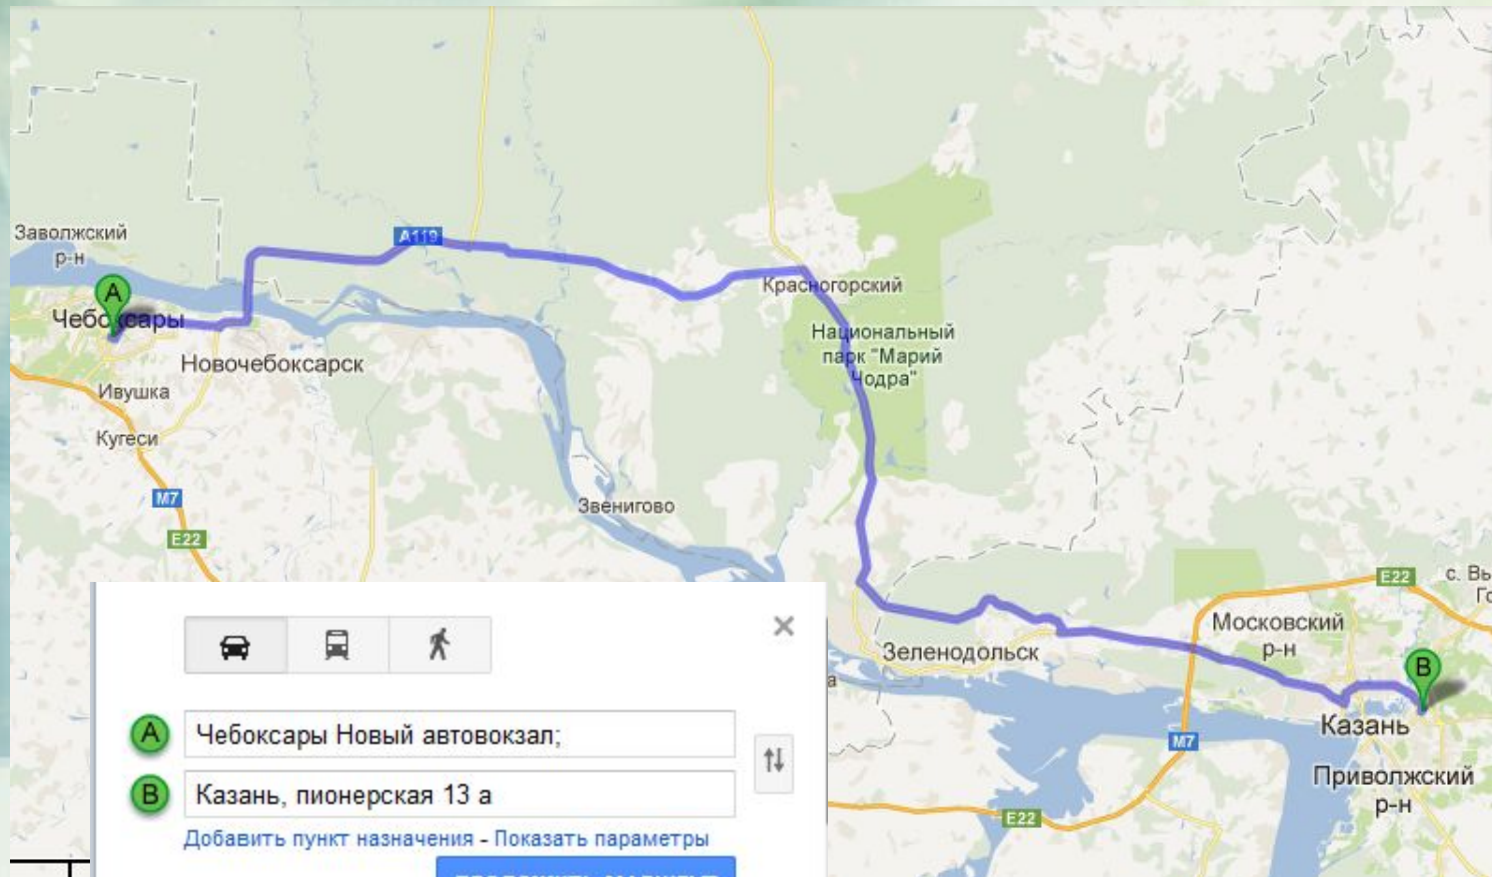 Заволжский
р-н
A119
A
Чебоксары
Новочебоксарск
Ивушка
Кугеси
M7
E22
Красногорский
Национальный
парк "Марий
Чодра"
Звенигово
Зеленодольск
E22
с. Вы
Го
Московский
р-н
B
Казань
M7
Приволжский
р-н
E22
а
A
Чебоксары Новый автовокзал;
B
Казань, пионерская 13 а
Добавить пункт назначения - Показать параметры